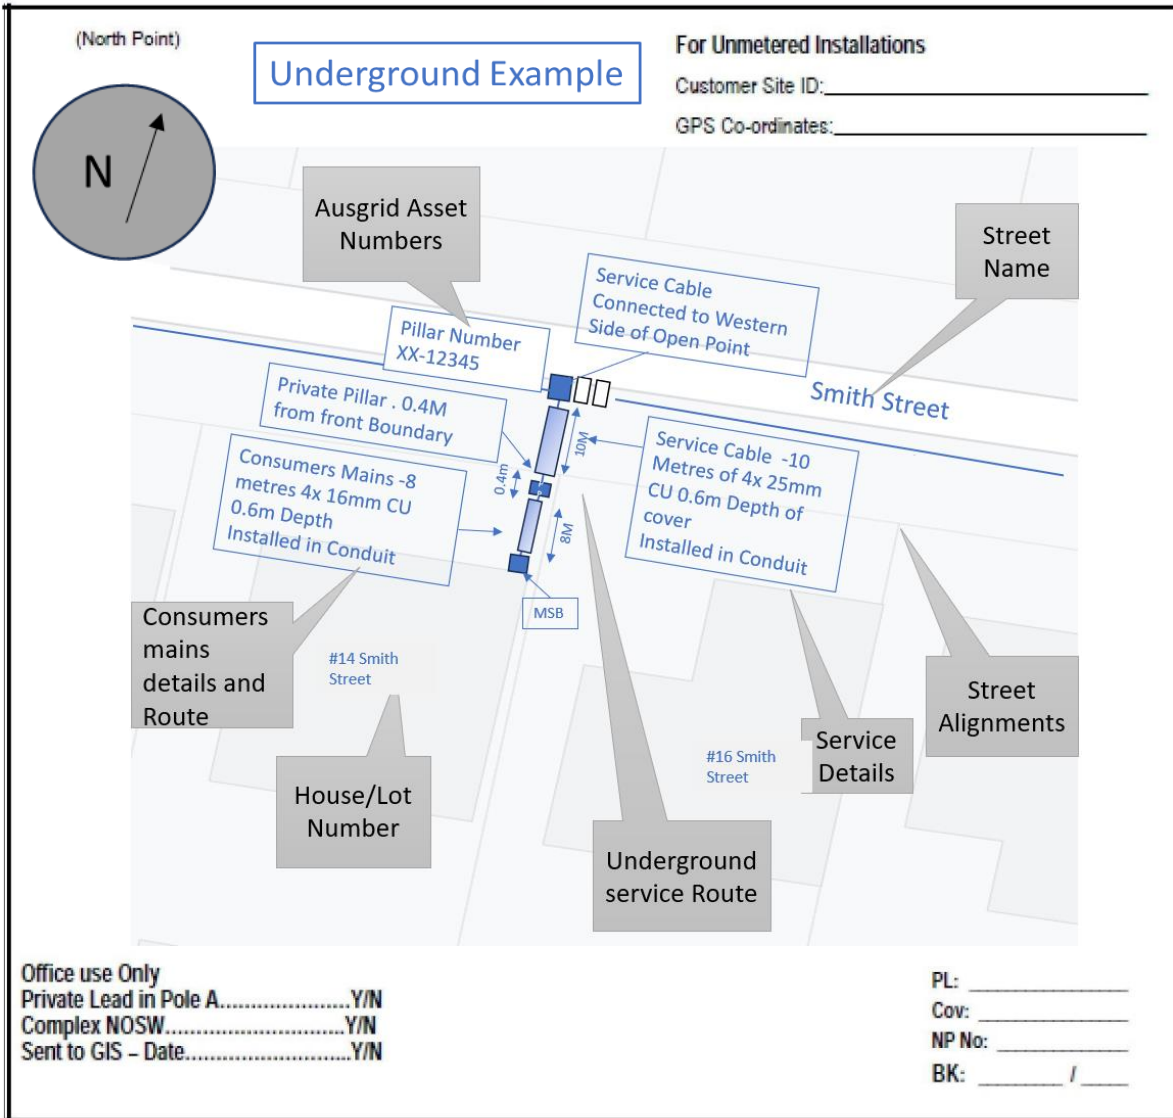 (North Point)
Underground Example
For Unmetered Installations
Customer Site ID:
GPS Co-ordinates:
N
Ausgrid Asset
Numbers
Street
Name
Service Cable
Connected to Western
Side of Open Point
Pillar Number
XX-12345
Private Pillar . 0.4M
from front Boundary
Smith Street
Consumers Mains -8
metres 4x 16mm CU
0.6m Depth
Installed in Conduit
10M
0.4m
8M
Service Cable -10
Metres of 4x 25mm
CU 0.6m Depth of
cover
Installed in Conduit
MSB
Consumers
mains
details and
Route
#14 Smith
Street
Street
Alignments
#16 Smith
Street
Service
Details
House/Lot
Number
Underground
service Route
Office use Only
Private Lead in Pole A......................Y/N
Complex NOSW..............................Y/N
Sent to GIS – Date............................Y/N
PL:
Cov:
NP No:
BK: /